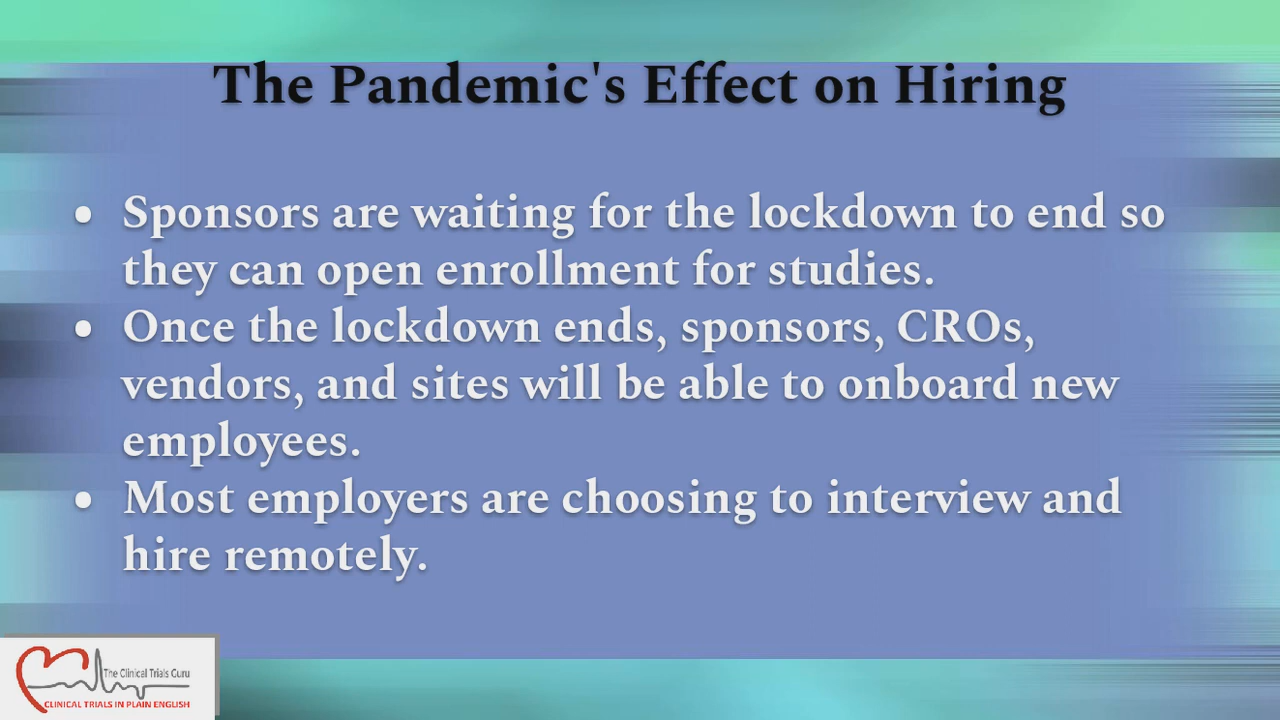 The Pandemic's Effect on Hiring
• Sponsors are waiting for the lockdown to end so
they can open enrollment for studies.
• Once the lockdown ends, sponsors, CROs,
vendors, and sites will be able to onboard new
employees.
• Most employers are choosing to interview and
hire remotely.
The Clinical Trials Guru
CLINICAL TRIALS IN PLAIN ENGLISH